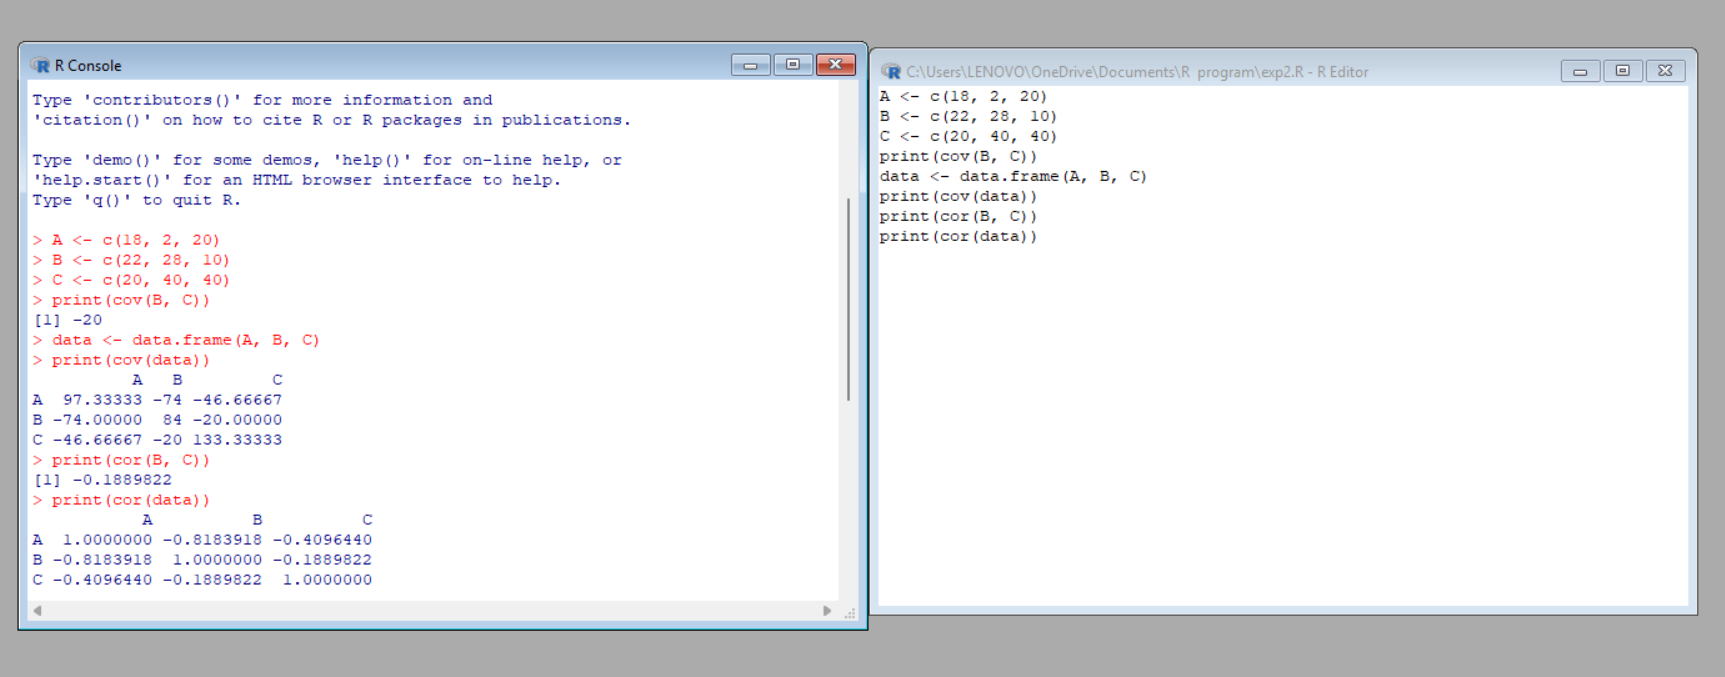 R Console
Type 'contributors()' for more information and
'citation()' on how to cite R or R packages in publications.
Type 'demo()' for some demos, 'help()' for on-line help, or
'help.start()' for an HTML browser interface to help.
Type 'q()' to quit R.
> A <- c(18, 2, 20)
> B <- c(22, 28, 10)
> C <- c(20, 40, 40)
> print(cov(B, C))
[1] -20
> data <- data.frame(A, B, C)
> print(cov(data))
          A   B         C
A  97.33333 -74 -46.66667
B -74.00000  84 -20.00000
C -46.66667 -20 133.33333
> print(cor(B, C))
[1] -0.1889822
> print(cor(data))
           A          B          C
A  1.0000000 -0.8183918 -0.4096440
B -0.8183918  1.0000000 -0.1889822
C -0.4096440 -0.1889822  1.0000000
C:\Users\LENOVO\OneDrive\Documents\R program\exp2.R - R Editor
A <- c(18, 2, 20)
B <- c(22, 28, 10)
C <- c(20, 40, 40)
print(cov(B, C))
data <- data.frame(A, B, C)
print(cov(data))
print(cor(B, C))
print(cor(data))